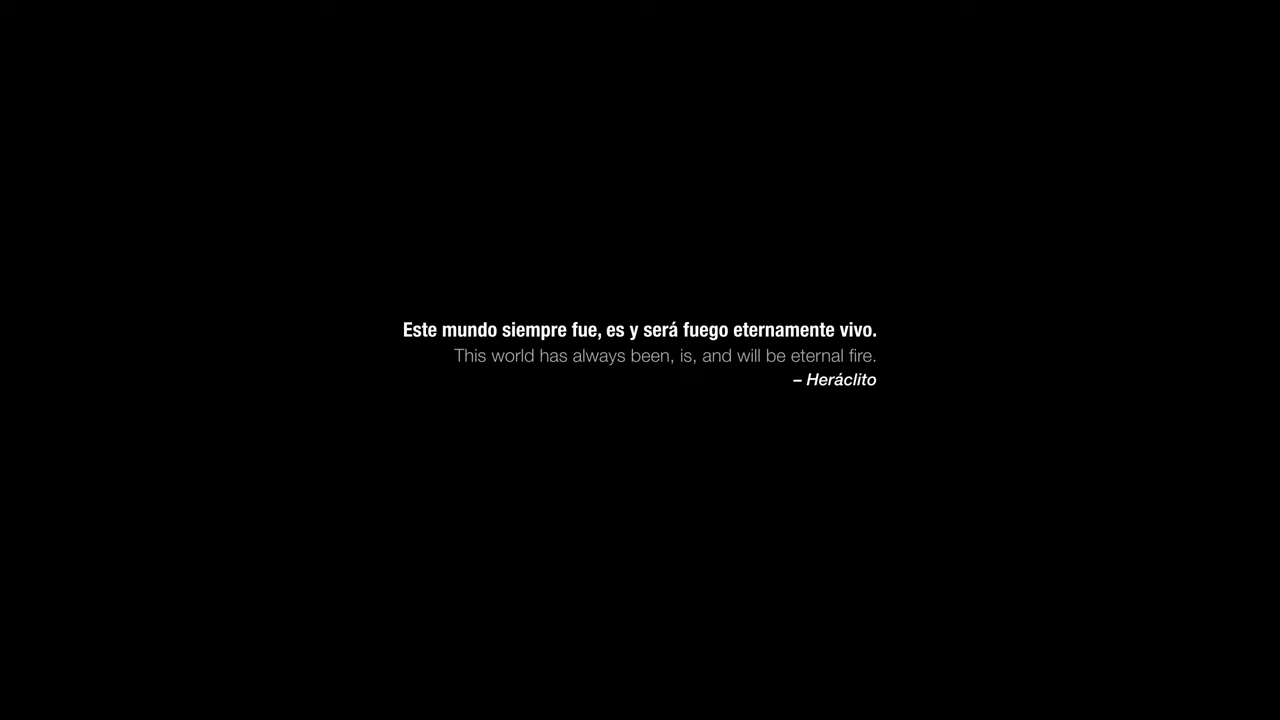 Este mundo siempre fue, es y será fuego eternamente vivo.
This world has always been, is, and will be eternal fire.
– Heráclito